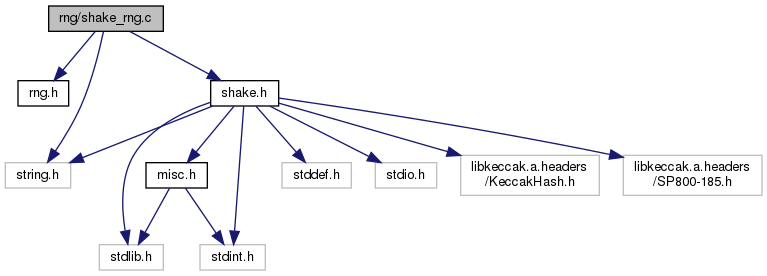 rng/shake_rng.c
rng.h
shake.h
string.h
misc.h
stddef.h
stdio.h
libkeccak.a.headers
/KeccakHash.h
libkeccak.a.headers
/SP800-185.h
stdlib.h
stdint.h